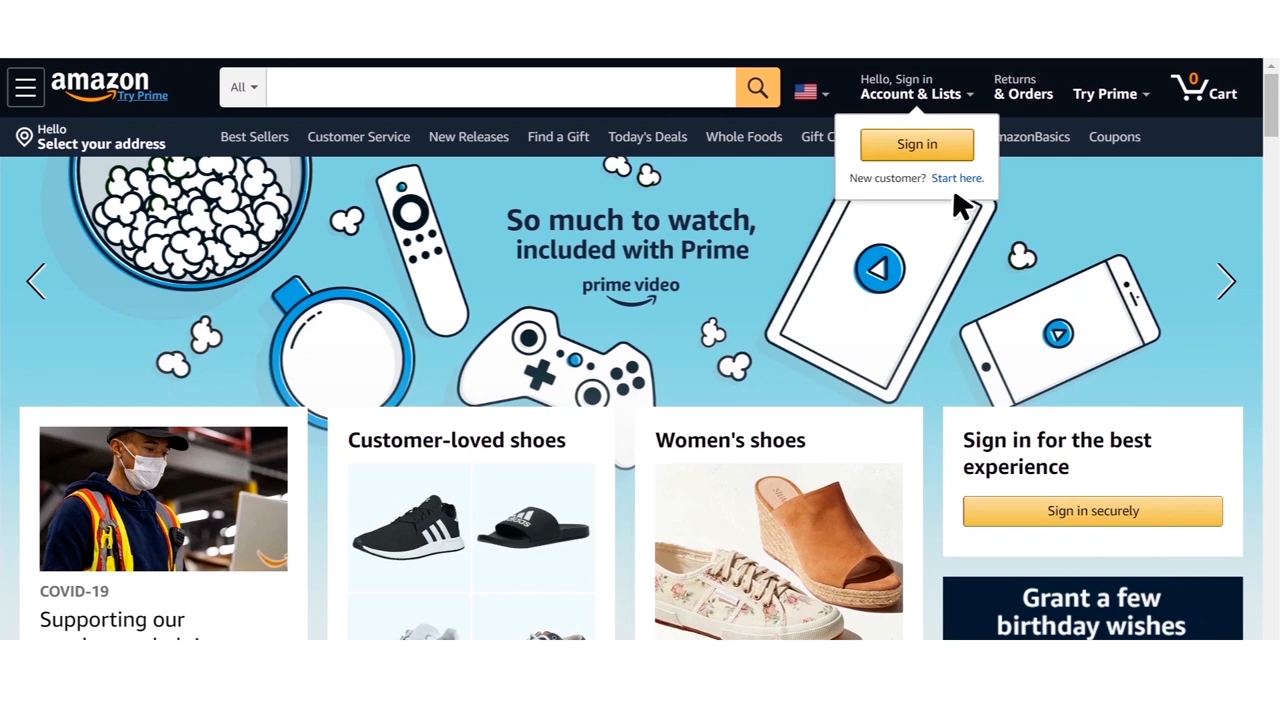 amazon
Try Prime
All
Hello, Sign in
Account & Lists
Returns
& Orders
Try Prime
0
Cart
Hello
Select your address
Best Sellers
Customer Service
New Releases
Find a Gift
Today's Deals
Whole Foods
Gift C
mazonBasics
Coupons
Sign in
New customer? Start here.
So much to watch,
included with Prime
prime video
Customer-loved shoes
Women's shoes
Sign in for the best
experience
Sign in securely
adidas
COVID-19
Supporting our
Grant a few
birthday wishes